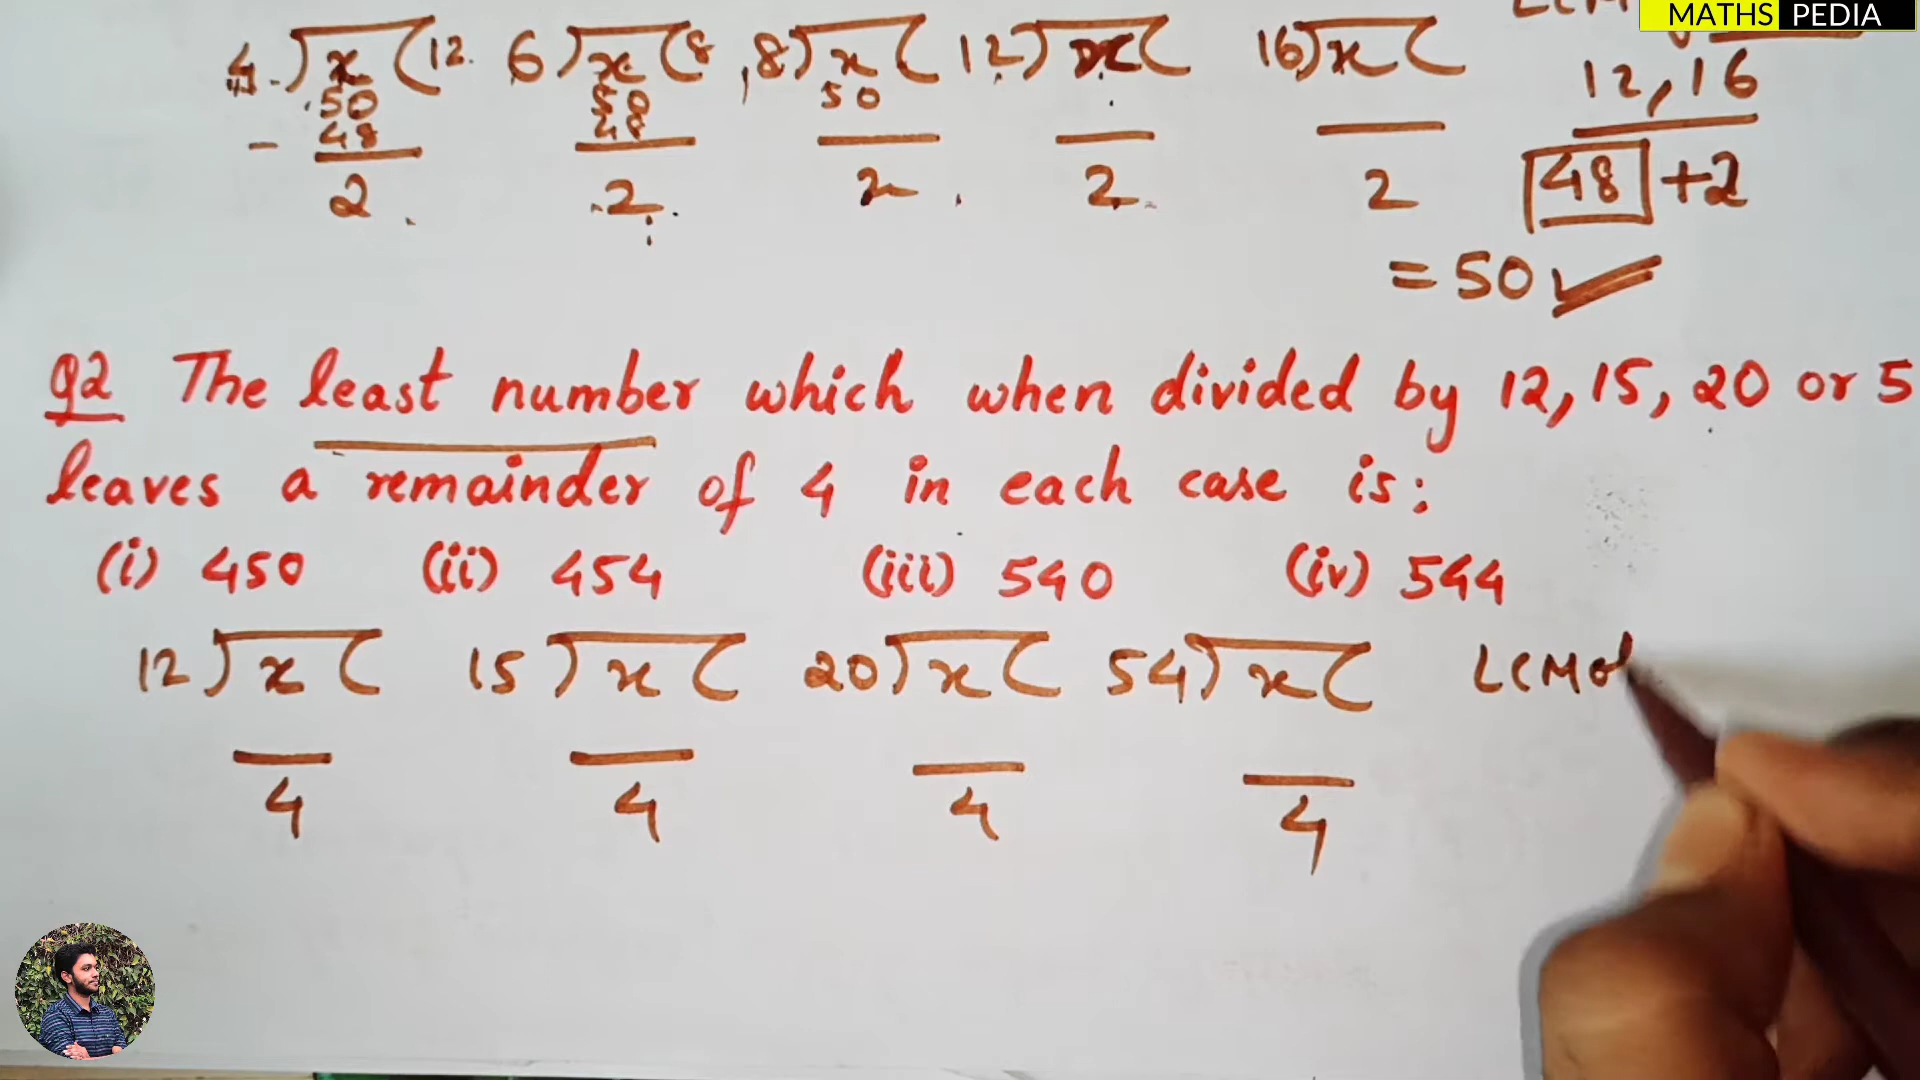 MATHS PEDIA
4) x ( 12 6) x ( 8 8) x ( 12) x ( 16) x (
50 50 50
- 48 48
2 2 2 2 2
12, 16
48 +2
= 50 ✓
Q2 The least number which when divided by 12, 15, 20 or 5
leaves a remainder of 4 in each case is:
(i) 450 (ii) 454 (iii) 540 (iv) 544
12) x ( 15) x ( 20) x ( 54) x ( LCM of
4 4 4 4